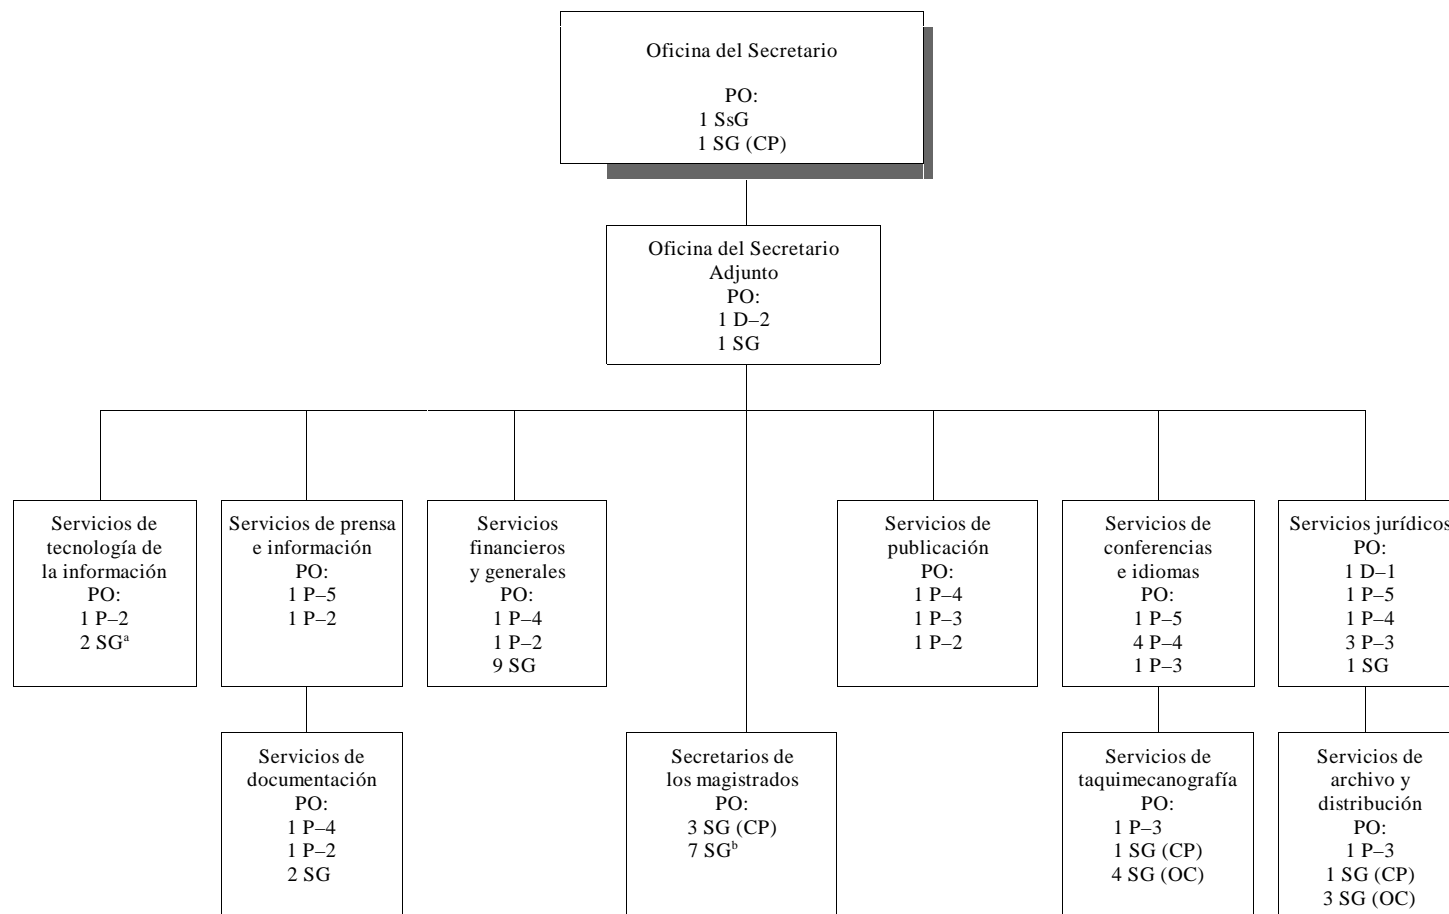 Oficina del Secretario
PO:
1 SsG
1 SG (CP)
Oficina del Secretario
Adjunto
PO:
1 D–2
1 SG
Servicios de
tecnología de
la información
PO:
1 P–2
2 SGª
Servicios de prensa
e información
PO:
1 P–5
1 P–2
Servicios
financieros
y generales
PO:
1 P–4
1 P–2
9 SG
Servicios de
publicación
PO:
1 P–4
1 P–3
1 P–2
Servicios de
conferencias
e idiomas
PO:
1 P–5
4 P–4
1 P–3
Servicios jurídicos
PO:
1 D–1
1 P–5
1 P–4
3 P–3
1 SG
Servicios de
documentación
PO:
1 P–4
1 P–2
2 SG
Secretarios de
los magistrados
PO:
3 SG (CP)
7 SGᵇ
Servicios de
taquimecanografía
PO:
1 P–3
1 SG (CP)
4 SG (OC)
Servicios de
archivo y
distribución
PO:
1 P–3
1 SG (CP)
3 SG (OC)